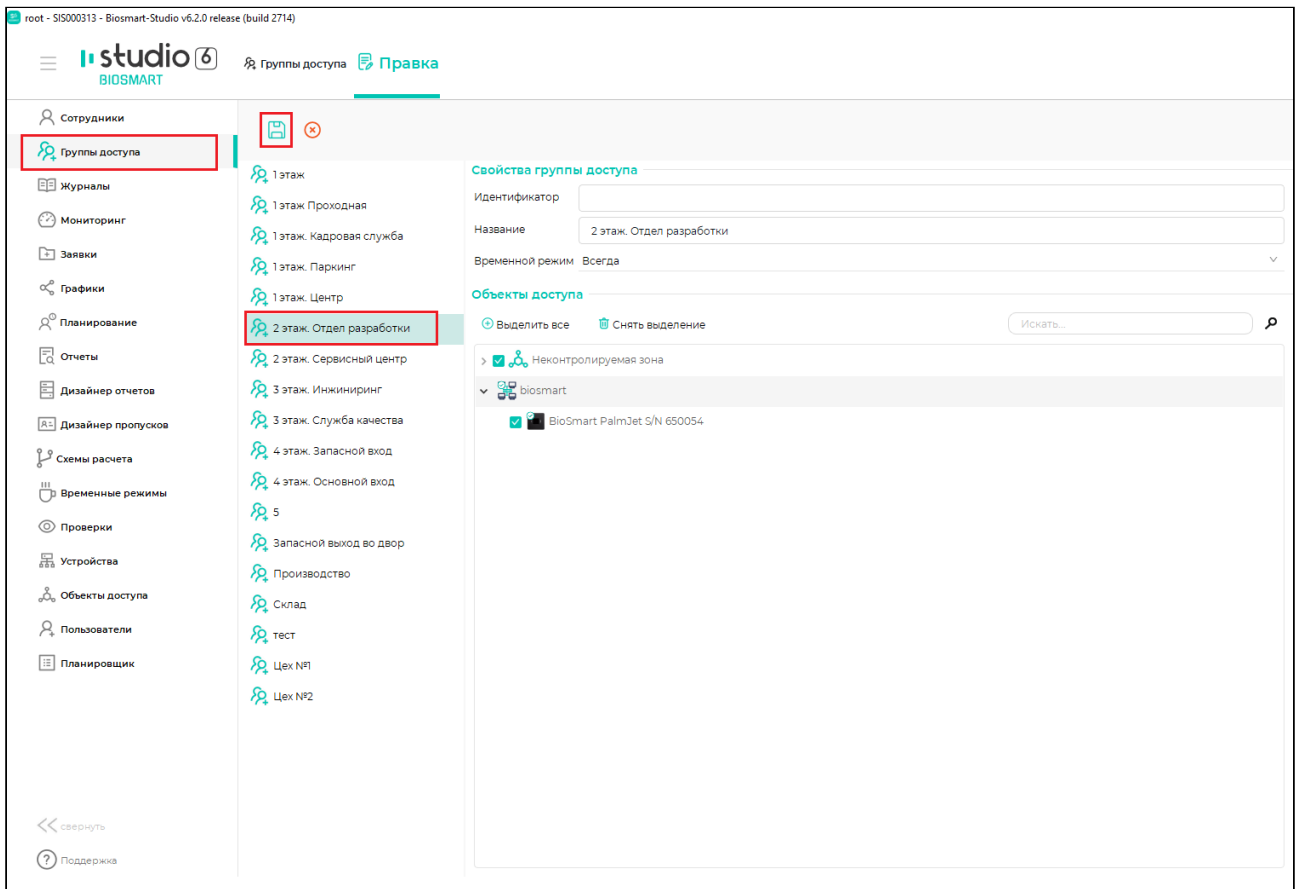 root - SIS000313 - Biosmart-Studio v6.2.0 release (build 2714)
studio 6
BIOSMART
Группы доступа
Правка
Сотрудники
Группы доступа
Журналы
Мониторинг
Заявки
Графики
Планирование
Отчеты
Дизайнер отчетов
Дизайнер пропусков
Схемы расчета
Временные режимы
Проверки
Устройства
Объекты доступа
Пользователи
Планировщик
свернуть
Поддержка
1 этаж
1 этаж Проходная
1 этаж. Кадровая служба
1 этаж. Паркинг
1 этаж. Центр
2 этаж. Отдел разработки
2 этаж. Сервисный центр
3 этаж. Инжиниринг
3 этаж. Служба качества
4 этаж. Запасной вход
4 этаж. Основной вход
5
Запасной выход во двор
Производство
Склад
тест
Цех №1
Цех №2
Свойства группы доступа
Идентификатор
Название 2 этаж. Отдел разработки
Временной режим Всегда
Объекты доступа
Выделить все Снять выделение Искать...
Неконтролируемая зона
biosmart
BioSmart PalmJet S/N 650054